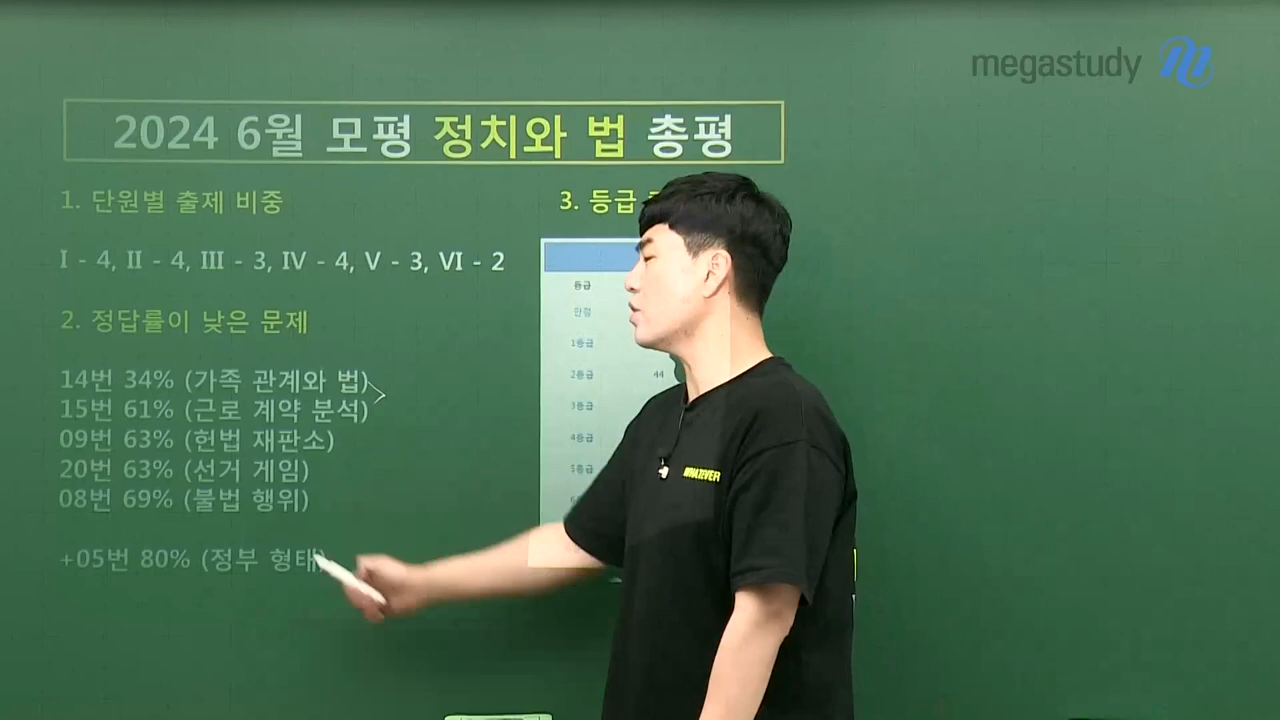 megastudy
2024 6월 모평 정치와 법 총평
1. 단원별 출제 비중
I - 4, II - 4, III - 3, IV - 4, V - 3, VI - 2
2. 정답률이 낮은 문제
14번 34% (가족 관계와 법)
15번 61% (근로 계약 분석)
09번 63% (헌법 재판소)
20번 63% (선거 게임)
08번 69% (불법 행위)
+05번 80% (정부 형태)
3. 등급
등급
만점
1등급
2등급 44
3등급
4등급
5등급
WHATEVER